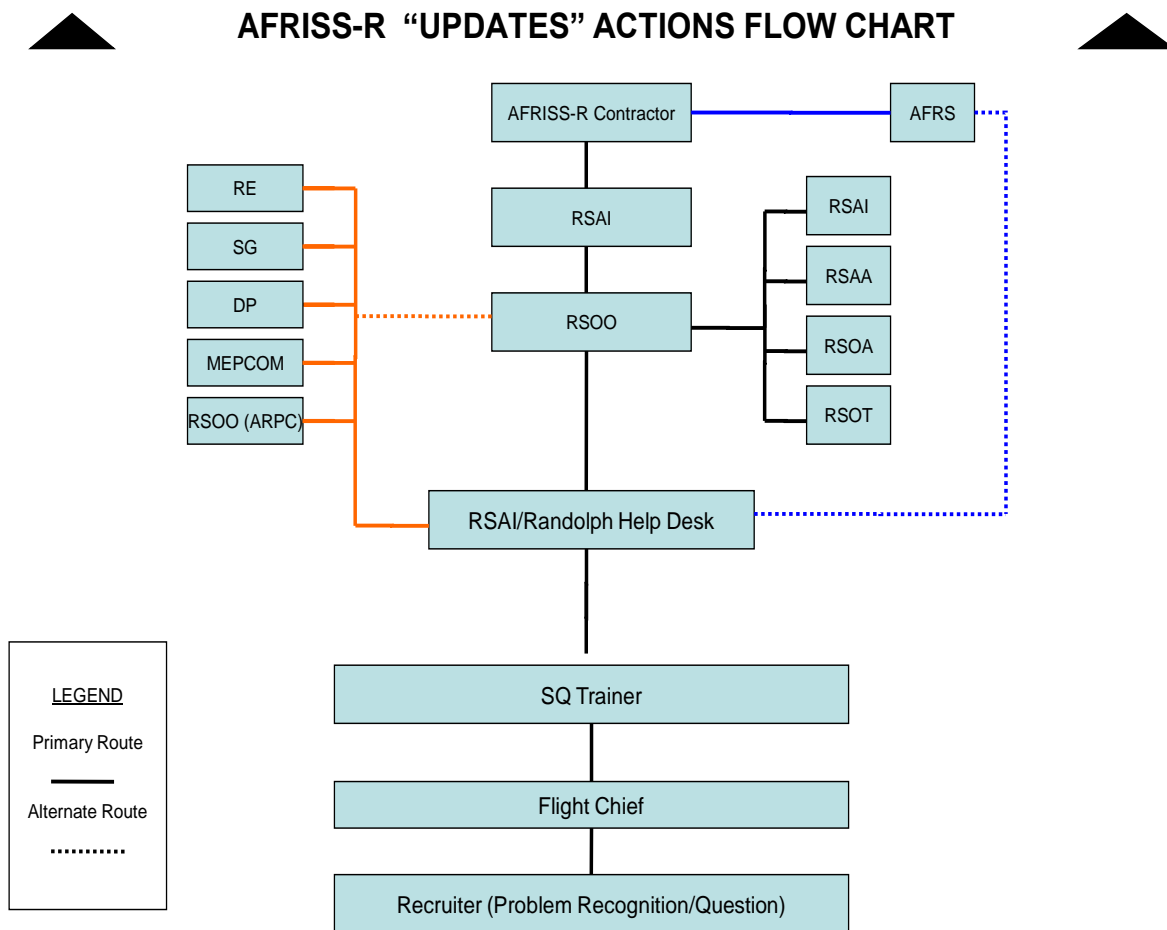 AFRISS-R “UPDATES” ACTIONS FLOW CHART
AFRISS-R Contractor
AFRS
RE
SG
DP
MEPCOM
RSOO (ARPC)
RSAI
RSOO
RSAI
RSAA
RSOA
RSOT
RSAI/Randolph Help Desk
SQ Trainer
Flight Chief
Recruiter (Problem Recognition/Question)
LEGEND
Primary Route
Alternate Route